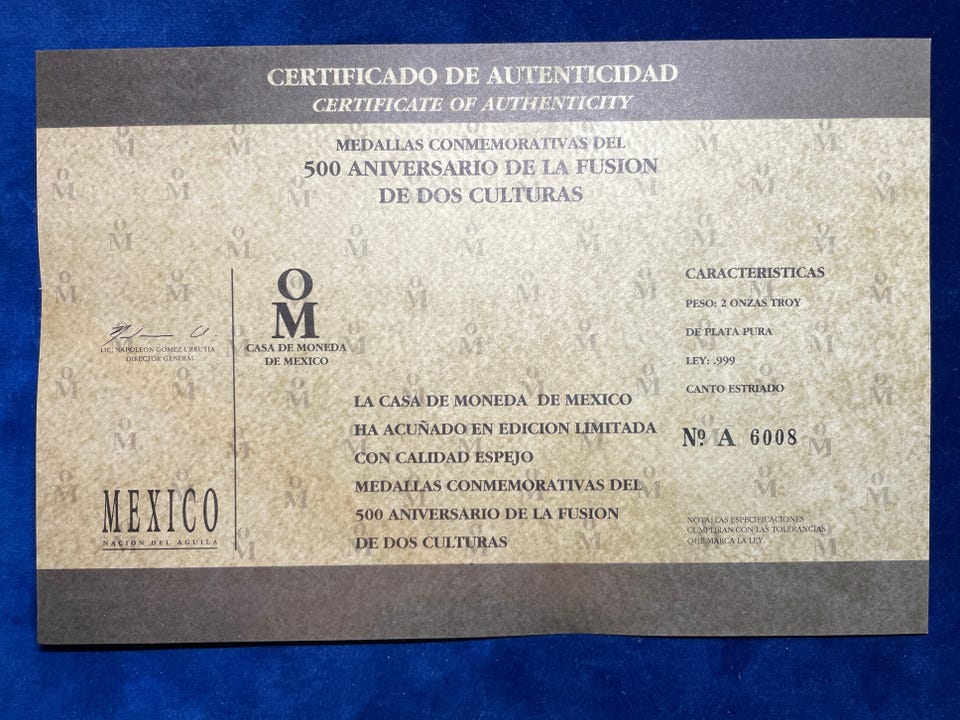 CERTIFICADO DE AUTENTICIDAD
CERTIFICATE OF AUTHENTICITY
MEDALLAS CONMEMORATIVAS DEL
500 ANIVERSARIO DE LA FUSION
DE DOS CULTURAS
LIC. NAPOLEON GOMEZ URRUTIA
DIRECTOR GENERAL
MEXICO
NACION DEL AGUILA
OM
CASA DE MONEDA
DE MEXICO
LA CASA DE MONEDA DE MEXICO
HA ACUÑADO EN EDICION LIMITADA
CON CALIDAD ESPEJO
MEDALLAS CONMEMORATIVAS DEL
500 ANIVERSARIO DE LA FUSION
DE DOS CULTURAS
CARACTERISTICAS
PESO: 2 ONZAS TROY
DE PLATA PURA
LEY: .999
CANTO ESTRIADO
Nº A 6008
NOTA: LAS ESPECIFICACIONES
CUMPLIRAN CON LAS TOLERANCIAS
QUE MARCA LA LEY.